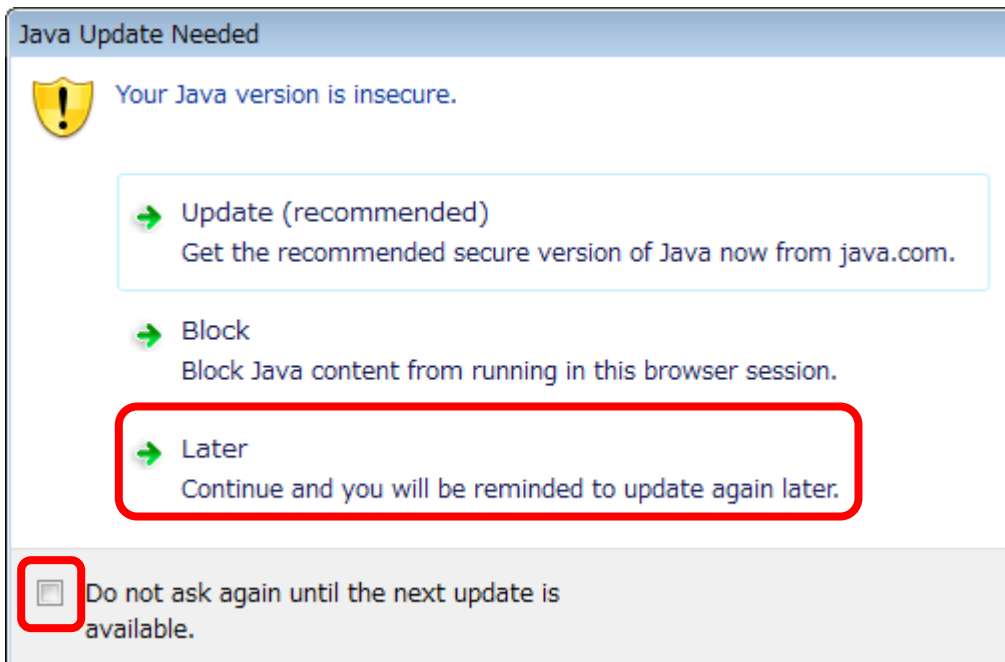 Java Update Needed
Your Java version is insecure.
Update (recommended)
Get the recommended secure version of Java now from java.com.
Block
Block Java content from running in this browser session.
Later
Continue and you will be reminded to update again later.
Do not ask again until the next update is
available.